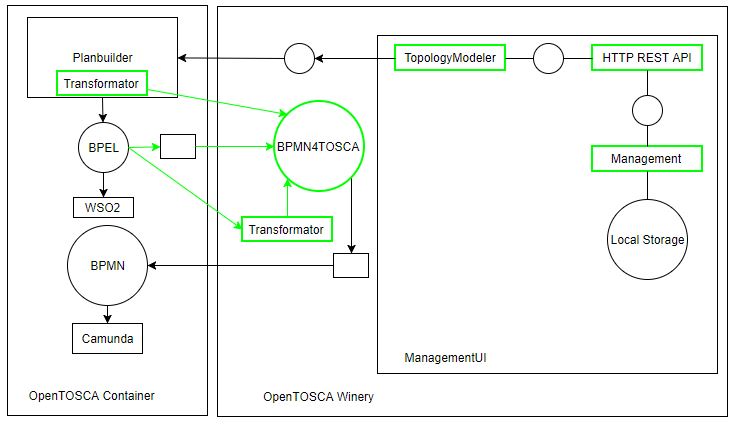 Planbuilder
Transformator
TopologyModeler
HTTP REST API
BPEL
BPMN4TOSCA
Management
WSO2
Transformator
Local Storage
BPMN
Camunda
ManagementUI
OpenTOSCA Container
OpenTOSCA Winery